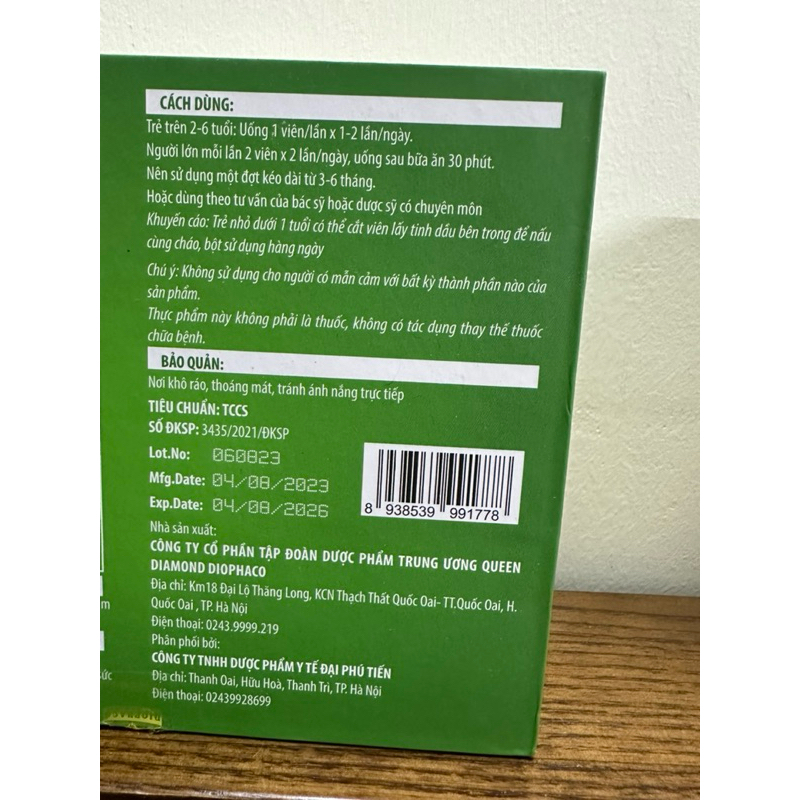 CÁCH DÙNG:
Trẻ trên 2-6 tuổi: Uống 1 viên/lần x 1-2 lần/ngày.
Người lớn mỗi lần 2 viên x 2 lần/ngày, uống sau bữa ăn 30 phút.
Nên sử dụng một đợt kéo dài từ 3-6 tháng.
Hoặc dùng theo tư vấn của bác sỹ hoặc dược sỹ có chuyên môn
Khuyến cáo: Trẻ nhỏ dưới 1 tuổi có thể cắt viên lấy tinh dầu bên trong để nấu
cùng cháo, bột sử dụng hàng ngày
Chú ý: Không sử dụng cho người có mẫn cảm với bất kỳ thành phần nào của
sản phẩm.
Thực phẩm này không phải là thuốc, không có tác dụng thay thế thuốc
chữa bệnh.
BẢO QUẢN:
Nơi khô ráo, thoáng mát, tránh ánh nắng trực tiếp
TIÊU CHUẨN: TCCS
SỐ ĐKSP: 3435/2021/ĐKSP
Lot.No: 060823
Mfg.Date: 04/08/2023
Exp.Date: 04/08/2026
8 938539 991778
Nhà sản xuất:
CÔNG TY CỔ PHẦN TẬP ĐOÀN DƯỢC PHẨM TRUNG ƯƠNG QUEEN
DIAMOND DIOPHACO
Địa chỉ: Km18 Đại Lộ Thăng Long, KCN Thạch Thất Quốc Oai- TT.Quốc Oai, H.
Quốc Oai , TP. Hà Nội
Điện thoại: 0243.9999.219
Phân phối bởi:
CÔNG TY TNHH DƯỢC PHẨM Y TẾ ĐẠI PHÚ TIẾN
Địa chỉ: Thanh Oai, Hữu Hoà, Thanh Trì, TP. Hà Nội
Điện thoại: 02439928699